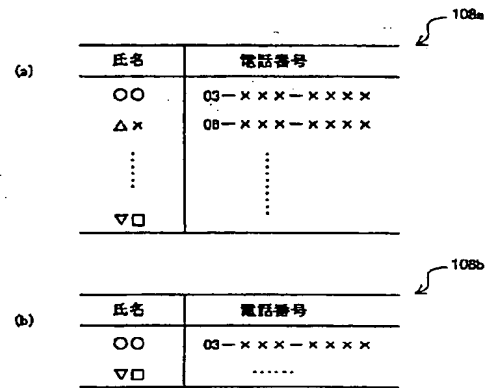 108a
(a)
氏名 電話番号
○○ 03-×××-××××
△× 06-×××-××××
▽□
108b
(b)
氏名 電話番号
○○ 03-×××-××××
▽□ ……